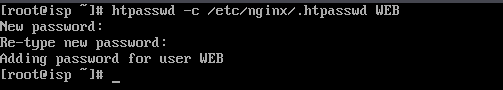 [root@isp ~]# htpasswd -c /etc/nginx/.htpasswd WEB
New password:
Re-type new password:
Adding password for user WEB
[root@isp ~]# _